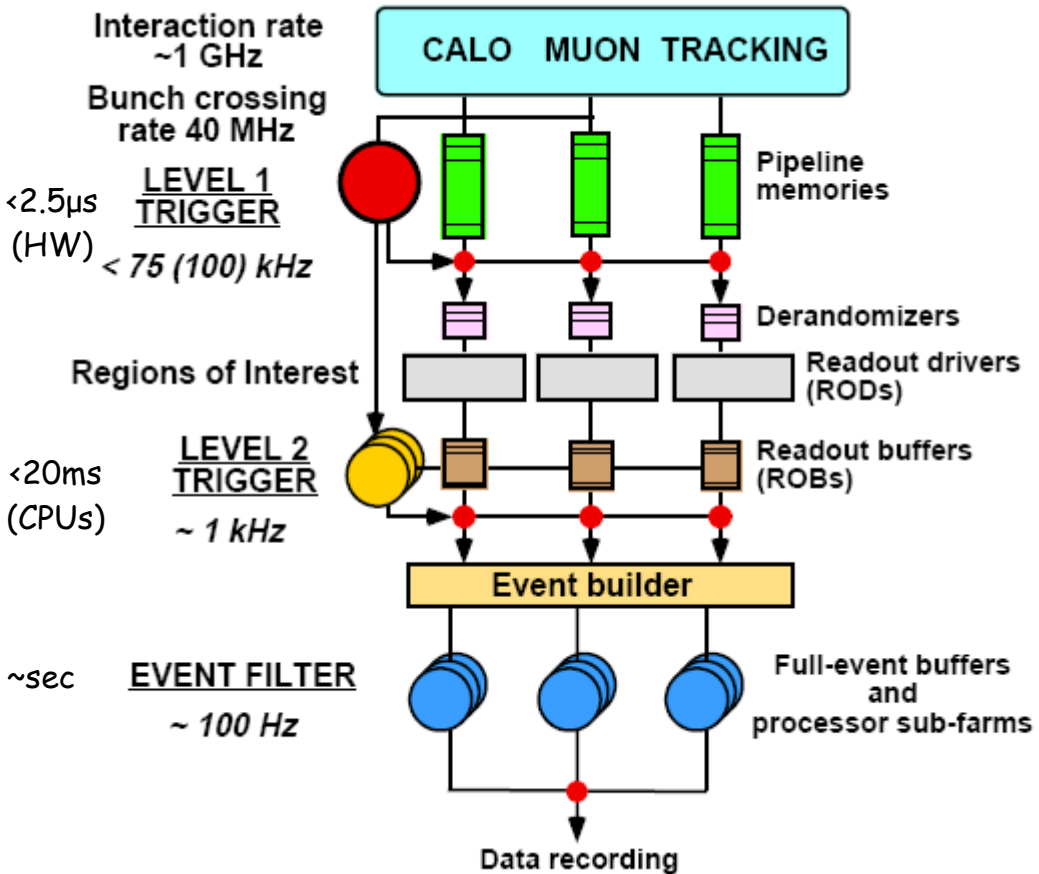 Interaction rate
~1 GHz
CALO MUON TRACKING
Bunch crossing
rate 40 MHz
Pipeline
memories
<2.5µs
(HW)
LEVEL 1
TRIGGER
< 75 (100) kHz
Derandomizers
Regions of Interest
Readout drivers
(RODs)
<20ms
(CPUs)
LEVEL 2
TRIGGER
~ 1 kHz
Readout buffers
(ROBs)
Event builder
~sec
EVENT FILTER
~ 100 Hz
Full-event buffers
and
processor sub-farms
Data recording